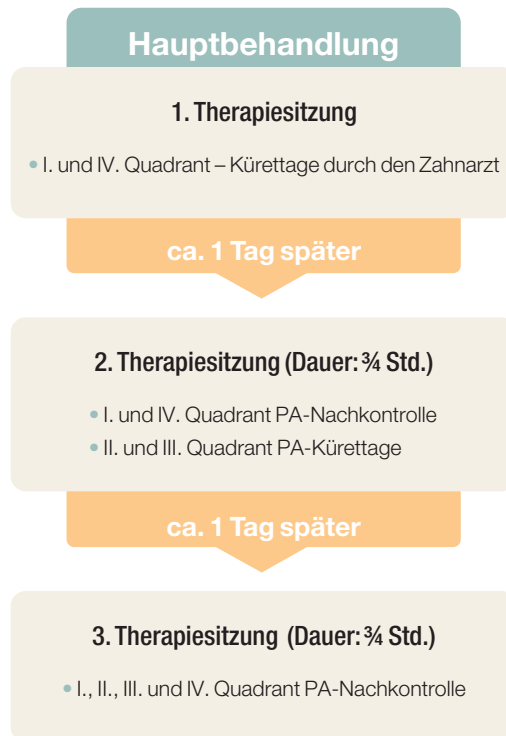 Hauptbehandlung
1. Therapiesitzung
• I. und IV. Quadrant – Kürettage durch den Zahnarzt
ca. 1 Tag später
2. Therapiesitzung (Dauer: ¾ Std.)
• I. und IV. Quadrant PA-Nachkontrolle
• II. und III. Quadrant PA-Kürettage
ca. 1 Tag später
3. Therapiesitzung (Dauer: ¾ Std.)
• I., II., III. und IV. Quadrant PA-Nachkontrolle